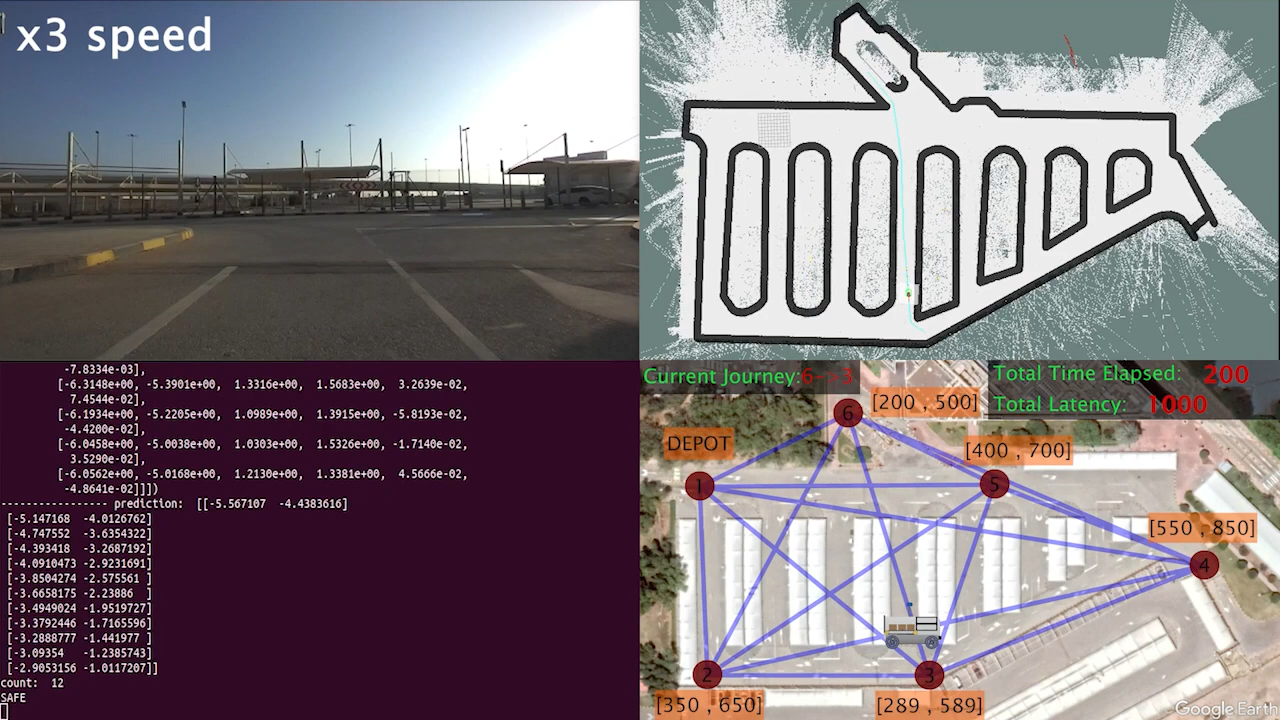 x3 speed
-7.8334e-03],
[-6.3148e+00, -5.3901e+00, 1.3316e+00, 1.5683e+00, 3.2639e-02,
7.4544e-02],
[-6.1934e+00, -5.2205e+00, 1.0989e+00, 1.3915e+00, -5.8193e-02,
-4.4200e-02],
[-6.0458e+00, -5.0038e+00, 1.0303e+00, 1.5326e+00, -1.7140e-02,
3.5290e-02],
[-6.0562e+00, -5.0168e+00, 1.2138e+00, 1.3381e+00, 4.5666e-02,
-4.8641e-02]]])
------------------ prediction: [[-5.567107 -4.4383616]
[-5.147168 -4.0126762]
[-4.747552 -3.6354322]
[-4.393418 -3.2687192]
[-4.0910473 -2.9231691]
[-3.8504274 -2.575561 ]
[-3.6658175 -2.23886 ]
[-3.4949024 -1.9519727]
[-3.3792446 -1.7165596]
[-3.2888777 -1.441977 ]
[-3.09354 -1.2385743]
[-2.9053156 -1.0117207]]
count: 12
SAFE
Current Journey:6->3
Total Time Elapsed: 200
Total Latency: 1000
6 [200 , 500]
DEPOT
[400 , 700]
1
5
[550 , 850]
4
2
3
[350 , 650]
[289 , 589]
Google Earth